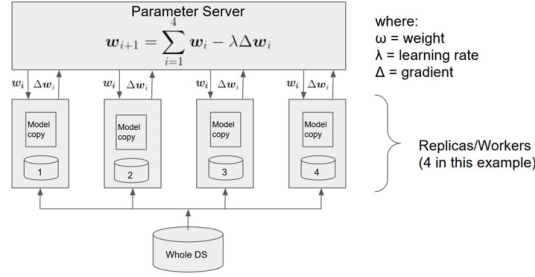 Parameter Server
where:
4
w_{i+1} = ∑ w_i − λΔw_i
i=1
ω = weight
λ = learning rate
Δ = gradient
w_i Δw_i w_i Δw_i w_i Δw_i w_i Δw_i
Model copy
Model copy
Model copy
Model copy
1 2 3 4
Replicas/Workers
(4 in this example)
Whole DS